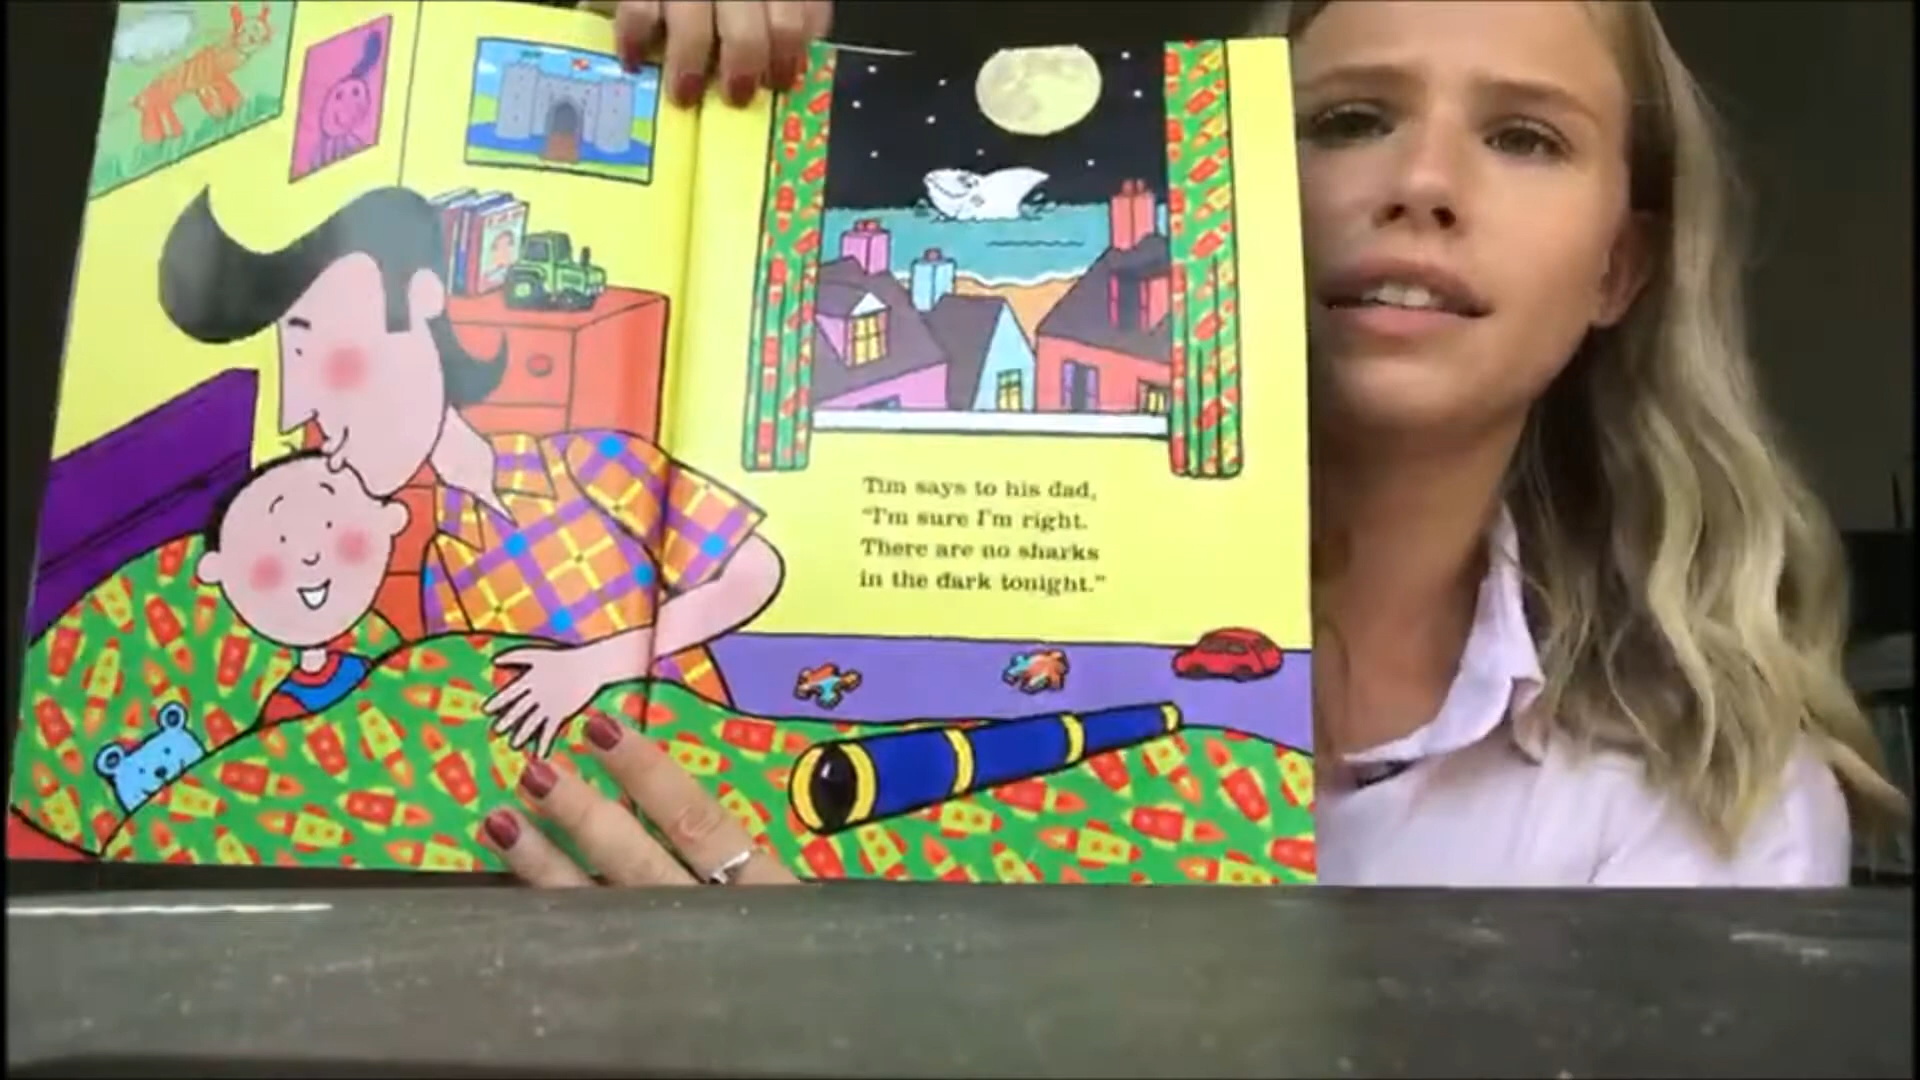 Tim says to his dad,
"I'm sure I'm right.
There are no sharks
in the dark tonight."